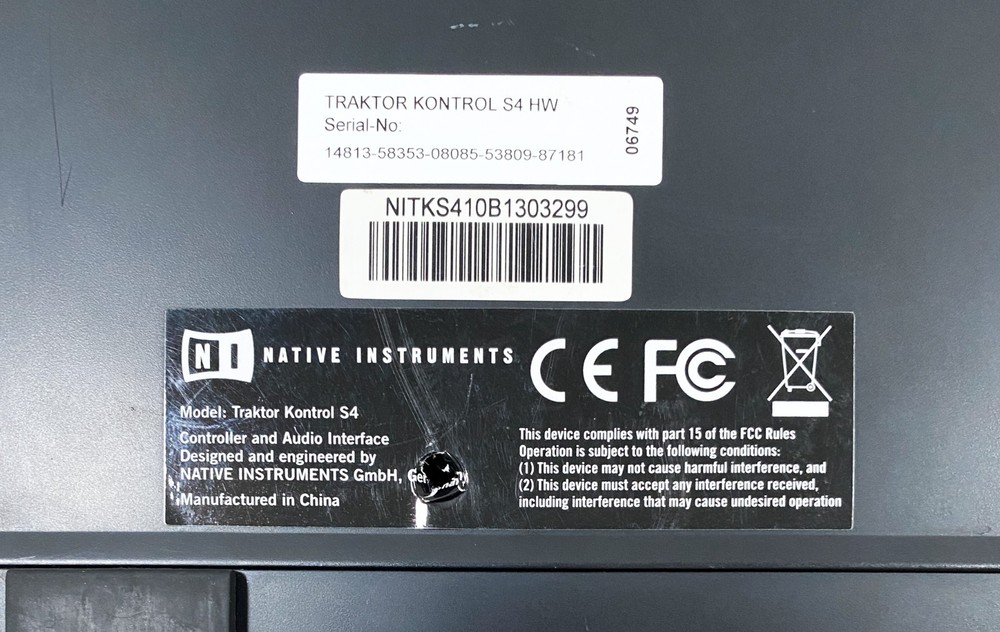 TRAKTOR KONTROL S4 HW
Serial-No:
14813-58353-08085-53809-87181
06749
NITKS410B1303299
NI NATIVE INSTRUMENTS
CE FCC
Model: Traktor Kontrol S4
Controller and Audio Interface
Designed and engineered by
NATIVE INSTRUMENTS GmbH,
Manufactured in China
This device complies with part 15 of the FCC Rules
Operation is subject to the following conditions:
(1) This device may not cause harmful interference, and
(2) This device must accept any interference received,
including interference that may cause undesired operation